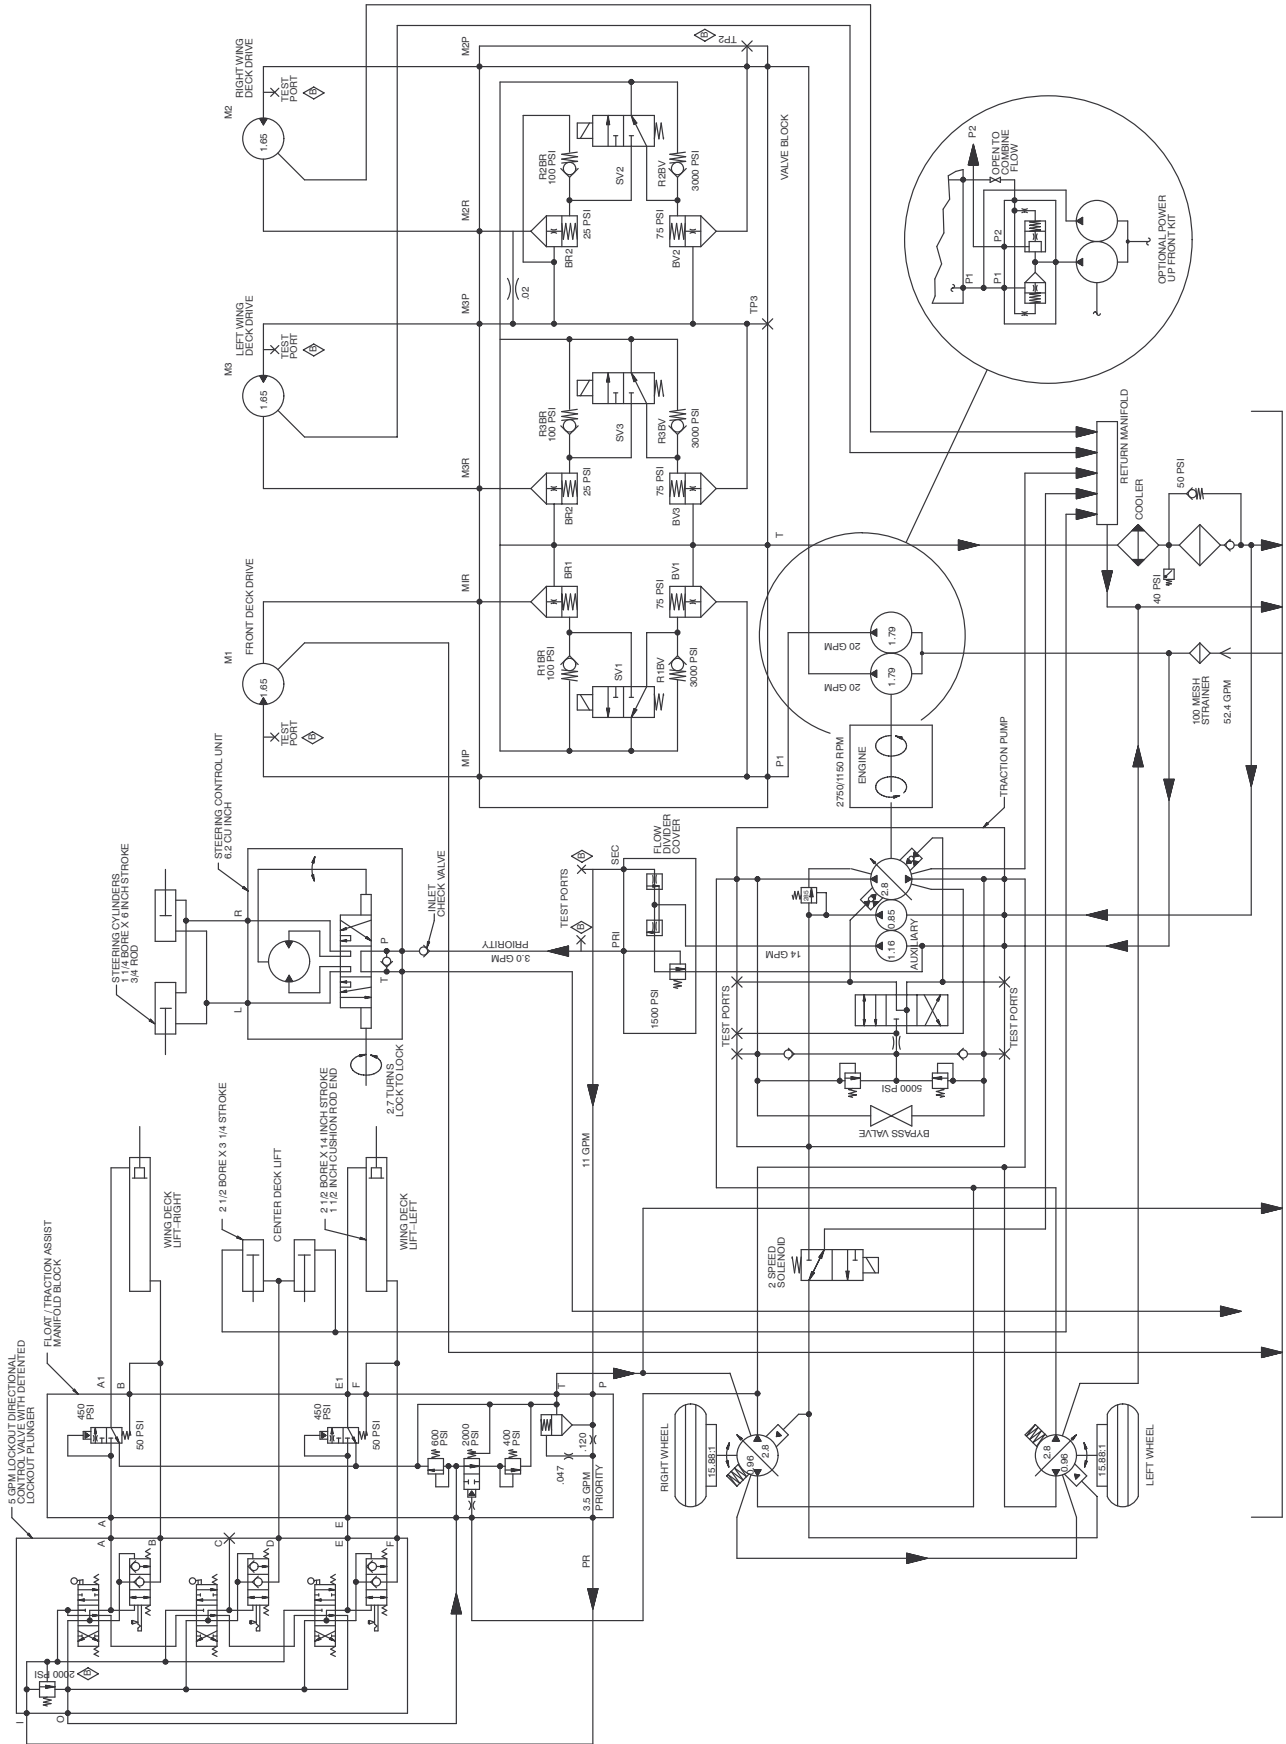 5 GPM LOCKOUT DIRECTIONAL
CONTROL VALVE WITH DETENTED
LOCKOUT PLUNGER
FLOAT / TRACTION ASSIST
MANIFOLD BLOCK
WING DECK
LIFT-RIGHT
2 1/2 BORE X 3 1/4 STROKE
CENTER DECK LIFT
2 1/2 BORE X 14 INCH STROKE
1 1/2 INCH CUSHION ROD END
WING DECK
LIFT-LEFT
2.7 TURNS
LOCK TO LOCK
STEERING CYLINDERS
1 1/4 BORE X 6 INCH STROKE
3/4 ROD
STEERING CONTROL UNIT
6.2 CU INCH
L
R
T
P
INLET
CHECK VALVE
PRIORITY
3.0 GPM
TEST PORTS
B
B
PRI
SEC
FLOW
DIVIDER
COVER
1500 PSI
14 GPM
11 GPM
M1
FRONT DECK DRIVE
1.65
TEST
PORT
B
M3
LEFT WING
DECK DRIVE
1.65
TEST
PORT
B
M2
RIGHT WING
DECK DRIVE
1.65
TEST
PORT
B
MIP
MIR
M3R
M3P
M2R
M2P
TP2
B
R1BR
100 PSI
BR1
SV1
R1BV
3000 PSI
75 PSI
BV1
BR2
25 PSI
R3BR
100 PSI
SV3
R3BV
3000 PSI
75 PSI
BV3
TP3
.02
BR2
25 PSI
R2BR
100 PSI
SV2
R2BV
3000 PSI
75 PSI
BV2
VALVE BLOCK
P1
T
20 GPM
20 GPM
1.79
1.79
ENGINE
2750/1150 RPM
TRACTION PUMP
P1
P1
P2
P2
OPEN TO
COMBINE
FLOW
OPTIONAL POWER
UP FRONT KIT
RETURN MANIFOLD
COOLER
50 PSI
40 PSI
100 MESH
STRAINER
52.4 GPM
2.8
0.85
1.16
AUXILIARY
TEST PORTS
TEST PORTS
5000 PSI
BYPASS VALVE
2 SPEED
SOLENOID
RIGHT WHEEL
15.88:1
2.8
0.96
LEFT WHEEL
15.88:1
2.8
0.96
I
O
2000 PSI
B
A
B
C
D
E
F
A
E
A1
B
E1
F
T
P
450
PSI
50 PSI
450
PSI
50 PSI
600
PSI
2000
PSI
400
PSI
.047
.120
3.5 GPM
PRIORITY
PR